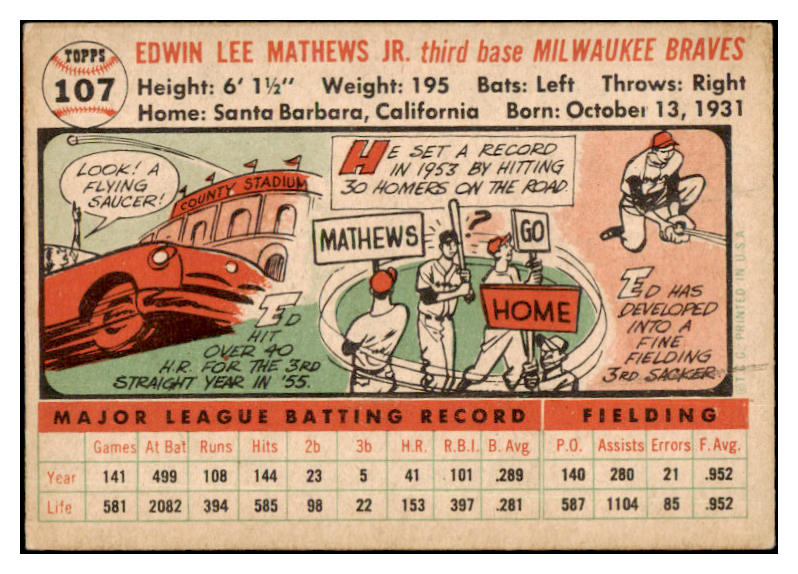 TOPPS
107
EDWIN LEE MATHEWS JR. third base MILWAUKEE BRAVES
Height: 6' 1½" Weight: 195 Bats: Left Throws: Right
Home: Santa Barbara, California Born: October 13, 1931
LOOK! A
FLYING
SAUCER!
COUNTY STADIUM
ED
HIT
OVER 40
H.R. FOR THE 3RD
STRAIGHT YEAR IN '55.
HE SET A RECORD
IN 1953 BY HITTING
30 HOMERS ON THE ROAD.
MATHEWS
?
GO
HOME
ED HAS
DEVELOPED
INTO A
FINE
FIELDING
3RD SACKER
PRINTED IN U.S.A.
MAJOR LEAGUE BATTING RECORD FIELDING
Games At Bat Runs Hits 2b 3b H.R. R.B.I. B. Avg P.O. Assists Errors F. Avg.
Year 141 499 108 144 23 5 41 101 .289 140 280 21 .952
Life 581 2082 394 585 98 22 153 397 .281 587 1104 85 .952